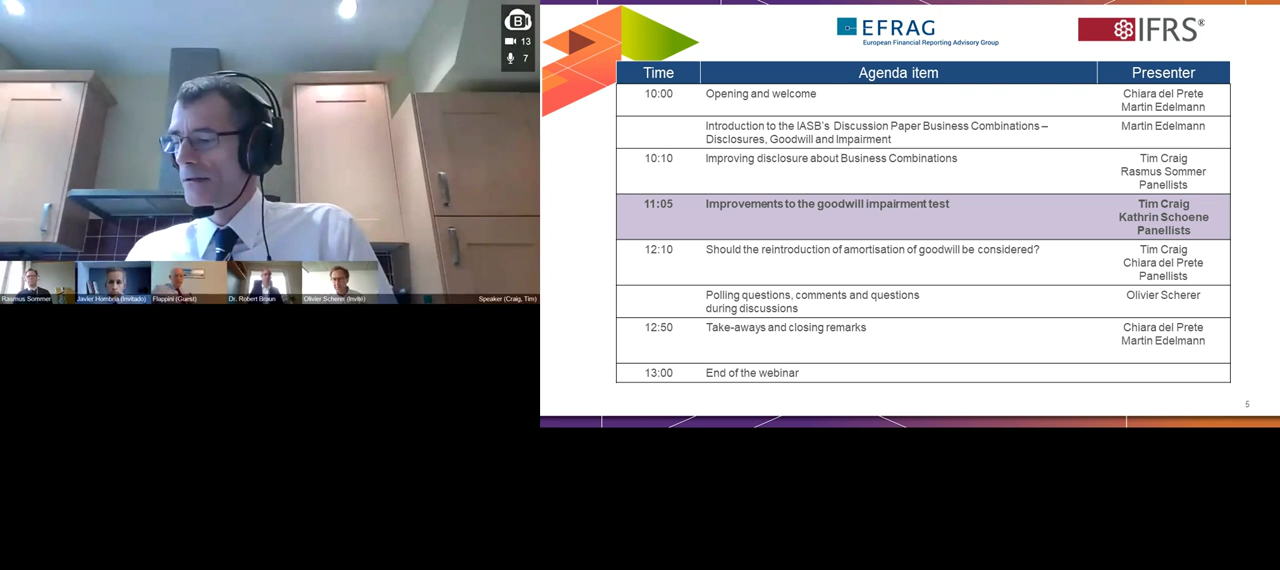 B
13
7
Rasmus Sommer
Javier Hombria (Invitado)
Flappini (Guest)
Dr. Robert Braun
Olivier Scherer (Invité)
Speaker (Craig, Tim)
EFRAG
European Financial Reporting Advisory Group
IFRS®
Time Agenda item Presenter
10:00 Opening and welcome Chiara del Prete
Martin Edelmann
Introduction to the IASB's Discussion Paper Business Combinations – Martin Edelmann
Disclosures, Goodwill and Impairment
10:10 Improving disclosure about Business Combinations Tim Craig
Rasmus Sommer
Panellists
11:05 Improvements to the goodwill impairment test Tim Craig
Kathrin Schoene
Panellists
12:10 Should the reintroduction of amortisation of goodwill be considered? Tim Craig
Chiara del Prete
Panellists
Polling questions, comments and questions Olivier Scherer
during discussions
12:50 Take-aways and closing remarks Chiara del Prete
Martin Edelmann
13:00 End of the webinar
5